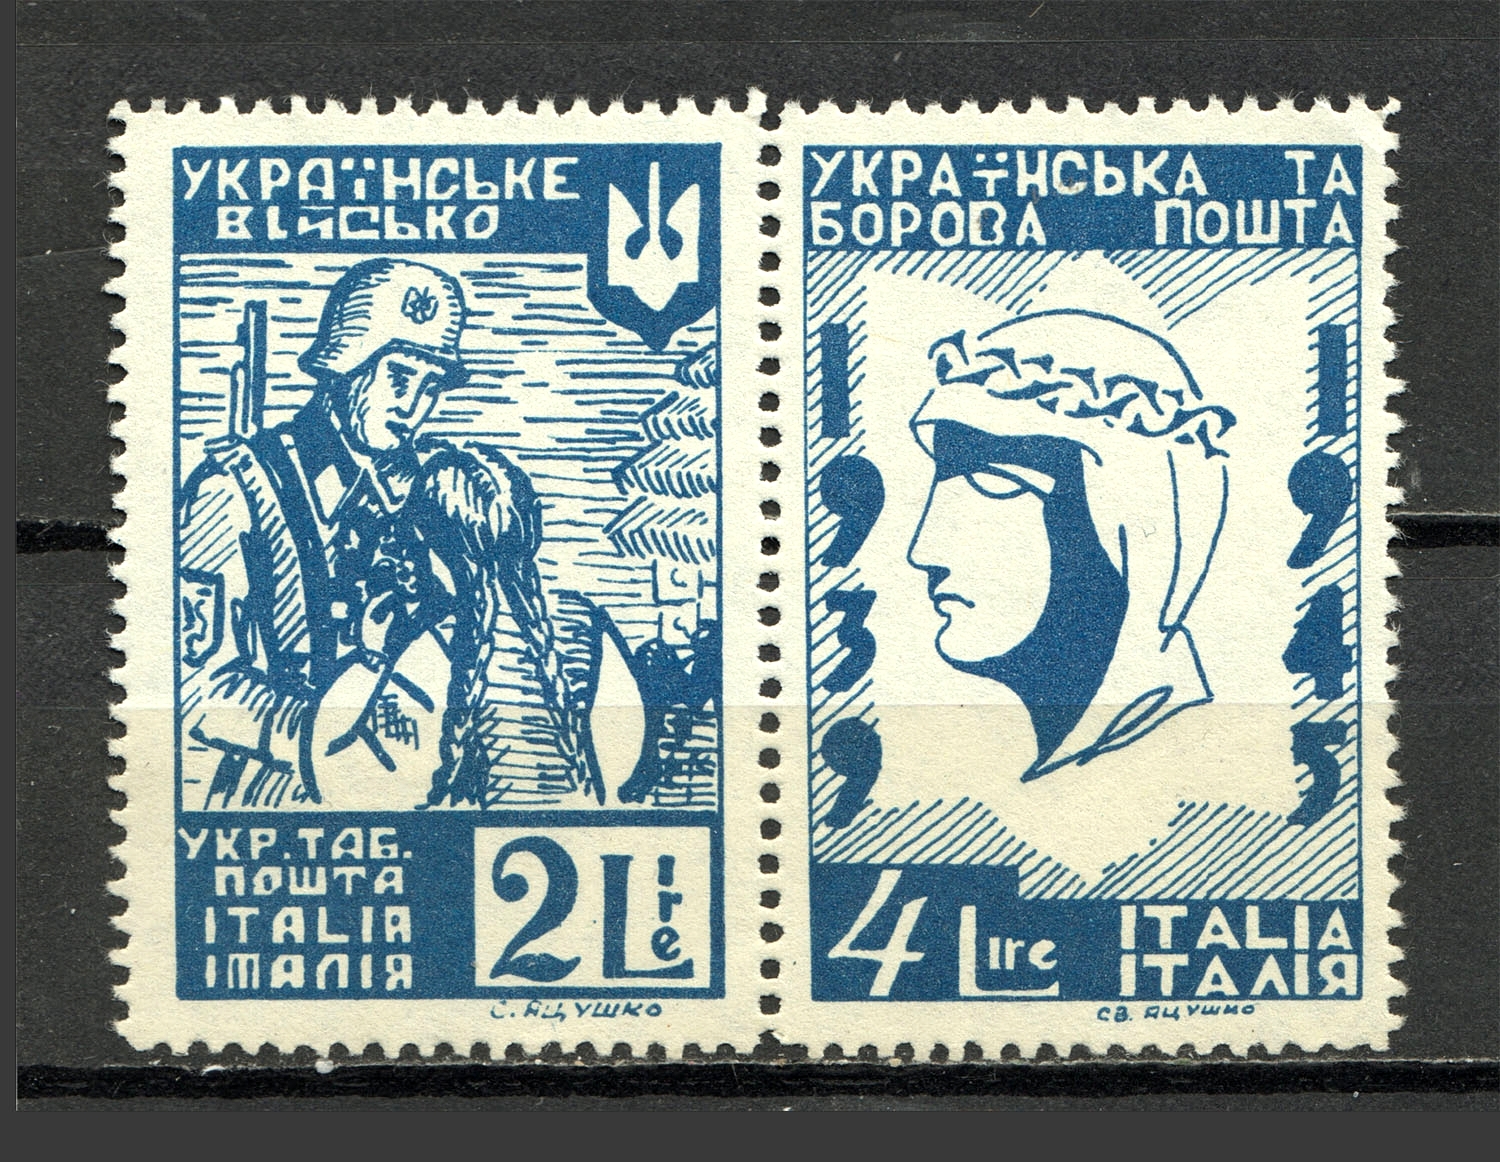 УКРАЇНСЬКЕ
ВІЙСЬКО
УКР. ТАБ.
ПОШТА
ITALIA
ІТАЛІЯ
2 Lire
С. ЯЦУШКО
УКРАЇНСЬКА ТА
БОРОВА ПОШТА
1939
1945
4 Lire
ITALIA
ІТАЛІЯ
СВ. ЯЦУШКО